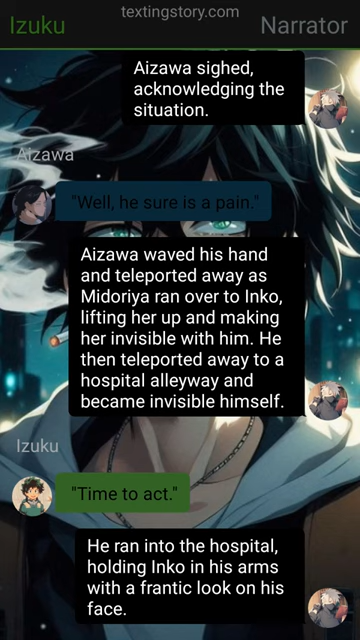 textingstory.com
Izuku
Narrator
Aizawa sighed,
acknowledging the
situation.
Aizawa
"Well, he sure is a pain."
Aizawa waved his hand
and teleported away as
Midoriya ran over to Inko,
lifting her up and making
her invisible with him. He
then teleported away to a
hospital alleyway and
became invisible himself.
Izuku
"Time to act."
He ran into the hospital,
holding Inko in his arms
with a frantic look on his
face.